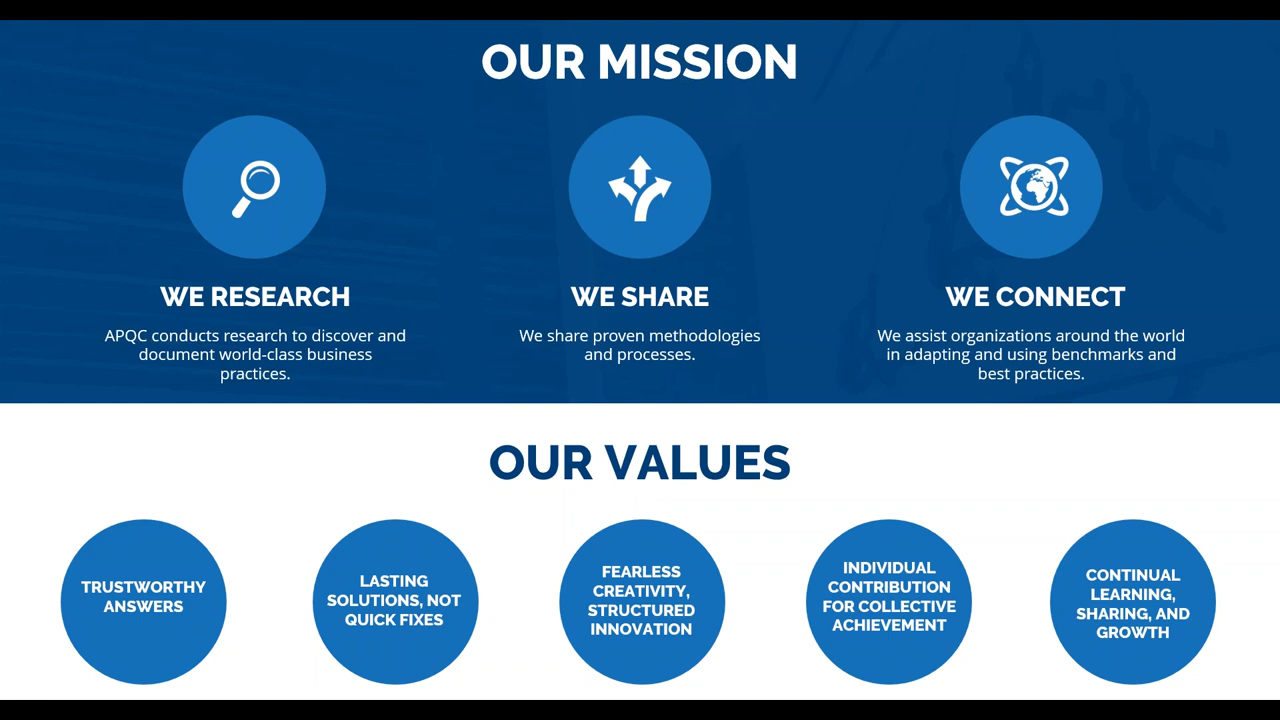 OUR MISSION
WE RESEARCH
APQC conducts research to discover and
document world-class business
practices.
WE SHARE
We share proven methodologies
and processes.
WE CONNECT
We assist organizations around the world
in adapting and using benchmarks and
best practices.
OUR VALUES
TRUSTWORTHY
ANSWERS
LASTING
SOLUTIONS, NOT
QUICK FIXES
FEARLESS
CREATIVITY,
STRUCTURED
INNOVATION
INDIVIDUAL
CONTRIBUTION
FOR COLLECTIVE
ACHIEVEMENT
CONTINUAL
LEARNING,
SHARING, AND
GROWTH